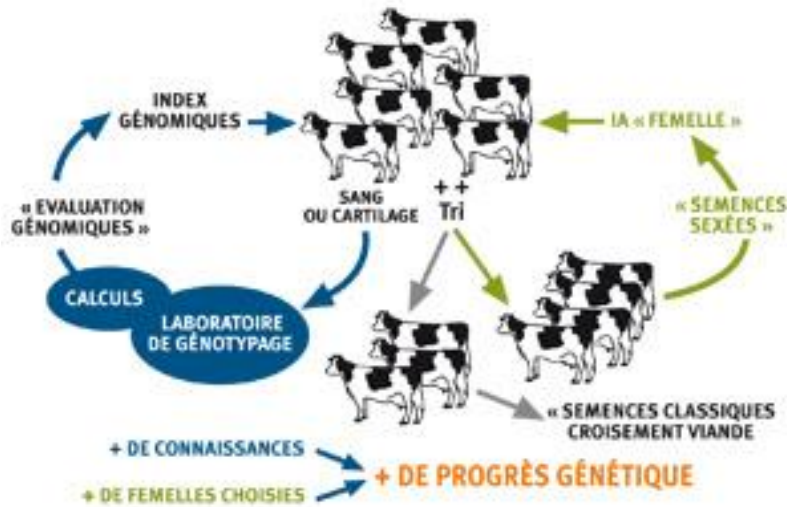 INDEX
GÉNOMIQUES
IA « FEMELLE »
« EVALUATION
GÉNOMIQUES »
SANG
OU CARTILAGE
+ +
Tri
« SEMENCES
SEXÉES »
CALCULS
LABORATOIRE
DE GÉNOTYPAGE
« SEMENCES CLASSIQUES
CROISEMENT VIANDE
+ DE CONNAISSANCES
+ DE PROGRÈS GÉNÉTIQUE
+ DE FEMELLES CHOISIES